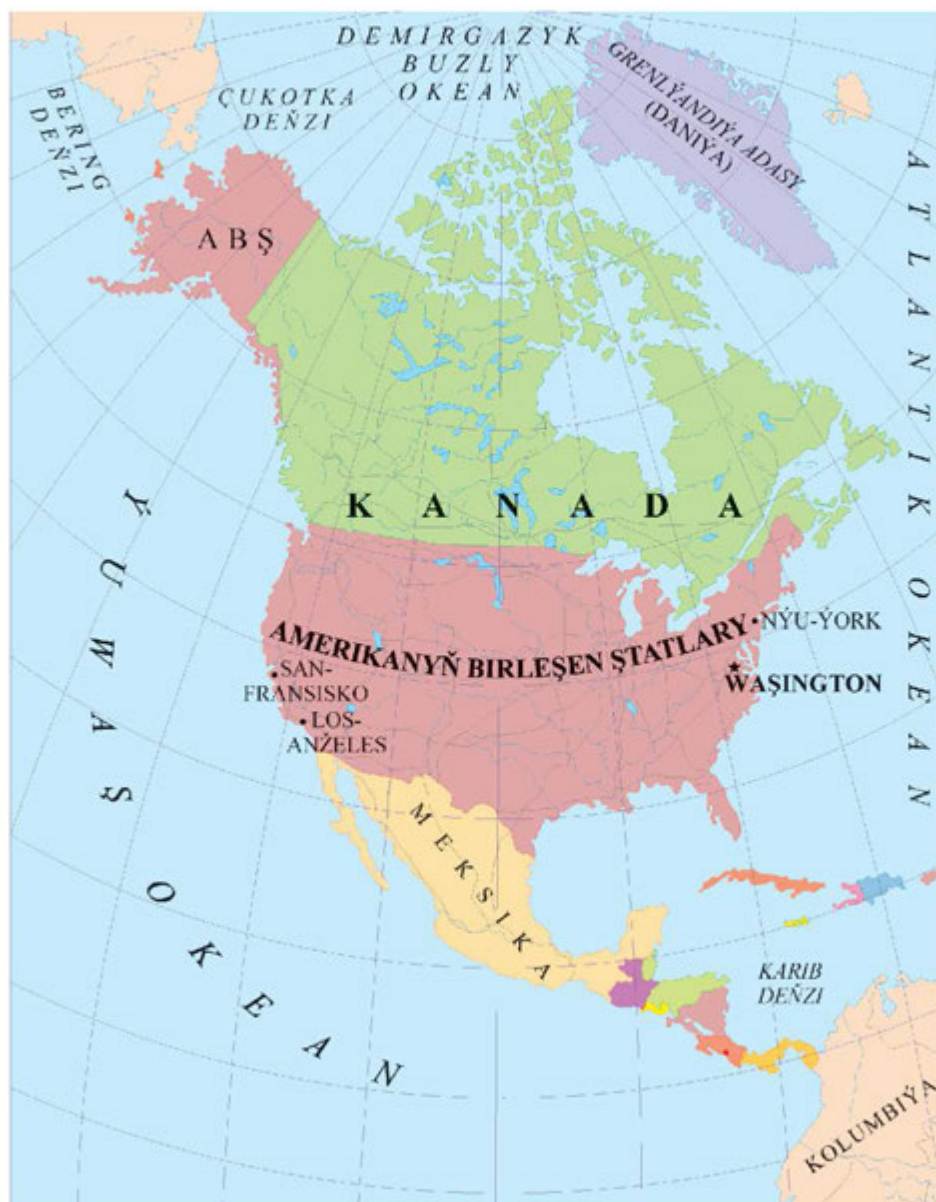 DEMIRGAZYK
BUZLY
OKEAN
GRENLÝANDIÝA ADASY
(DANIÝA)
ÇUKOTKA
DEŇZI
BERING
DEŇZI
ATLANTIK OKEAN
ABŞ
KANADA
ÝUWAŞ OKEAN
AMERIKANYŇ BIRLEŞEN ŞTATLARY
NÝU-ÝORK
WAŞINGTON
SAN-
FRANSISKO
LOS-
ANŽELES
MEKSIKA
KARIB
DEŇZI
KOLUMBIÝA